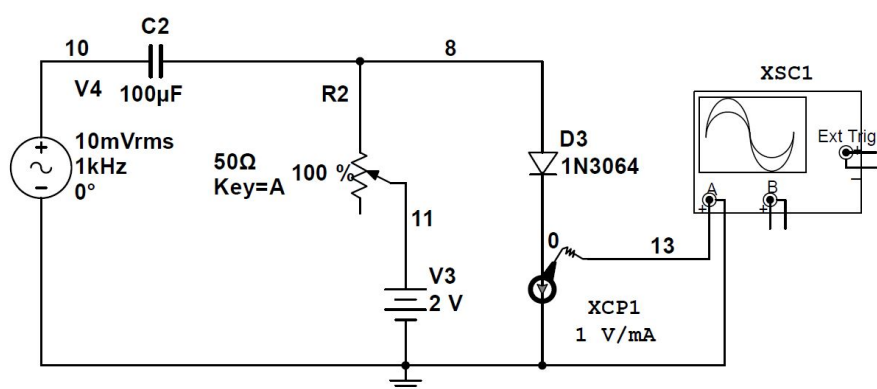 C2
10
8
XSC1
V4
100µF
R2
10mVrms
1kHz
0°
Ext Trig
+
−
D3
1N3064
50Ω
Key=A
100 %
A
B
+
−
+
−
11
0
13
V3
2 V
XCP1
1 V/mA